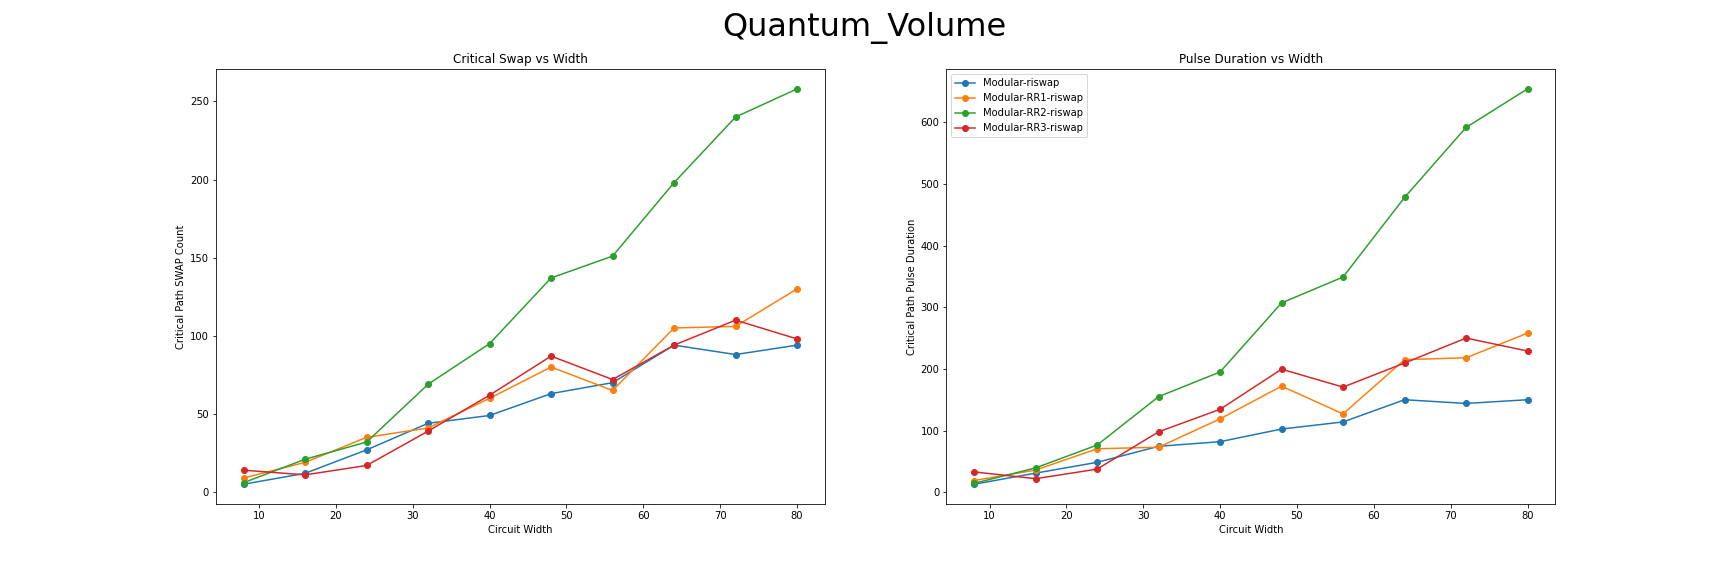 Quantum_Volume
Critical Swap vs Width
Critical Path SWAP Count
250
200
150
100
50
0
10 20 30 40 50 60 70 80
Circuit Width
Pulse Duration vs Width
Modular-riswap
Modular-RR1-riswap
Modular-RR2-riswap
Modular-RR3-riswap
Critical Path Pulse Duration
600
500
400
300
200
100
0
10 20 30 40 50 60 70 80
Circuit Width